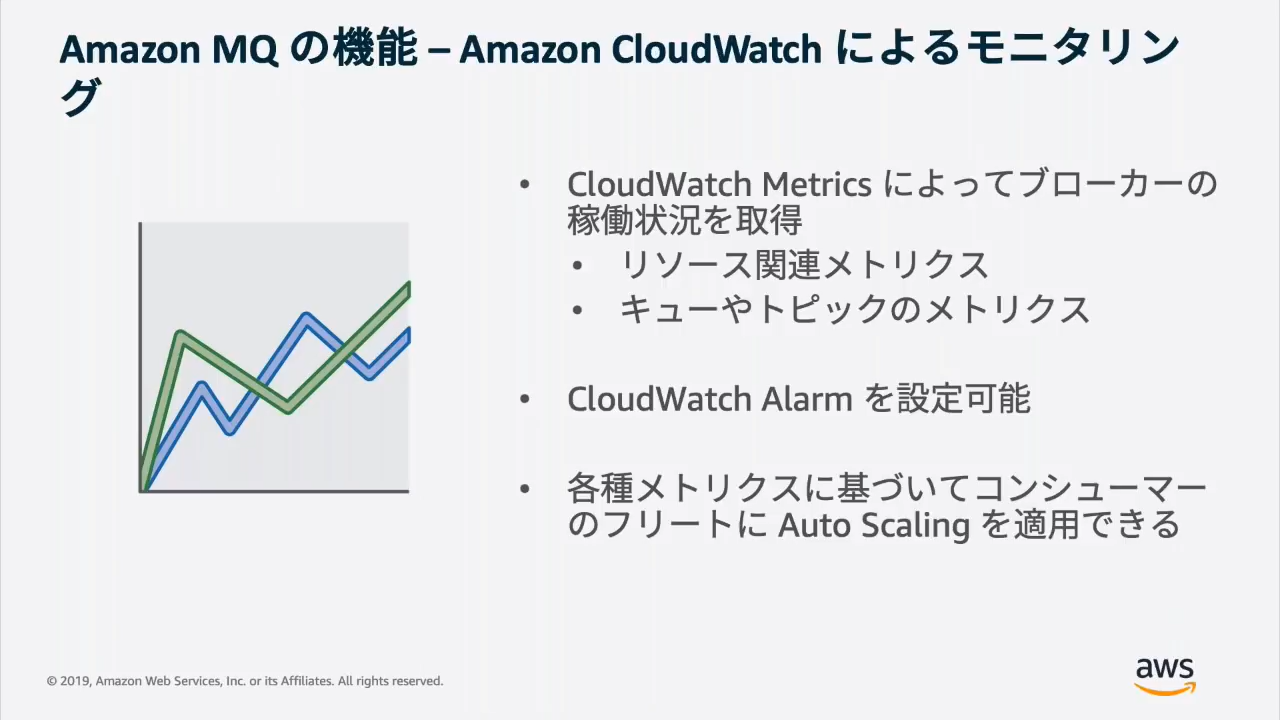 Amazon MQ の機能 – Amazon CloudWatch によるモニタリン
グ
• CloudWatch Metrics によってブローカーの
稼働状況を取得
• リソース関連メトリクス
• キューやトピックのメトリクス
• CloudWatch Alarm を設定可能
• 各種メトリクスに基づいてコンシューマー
のフリートに Auto Scaling を適用できる
© 2019, Amazon Web Services, Inc. or its Affiliates. All rights reserved.
aws